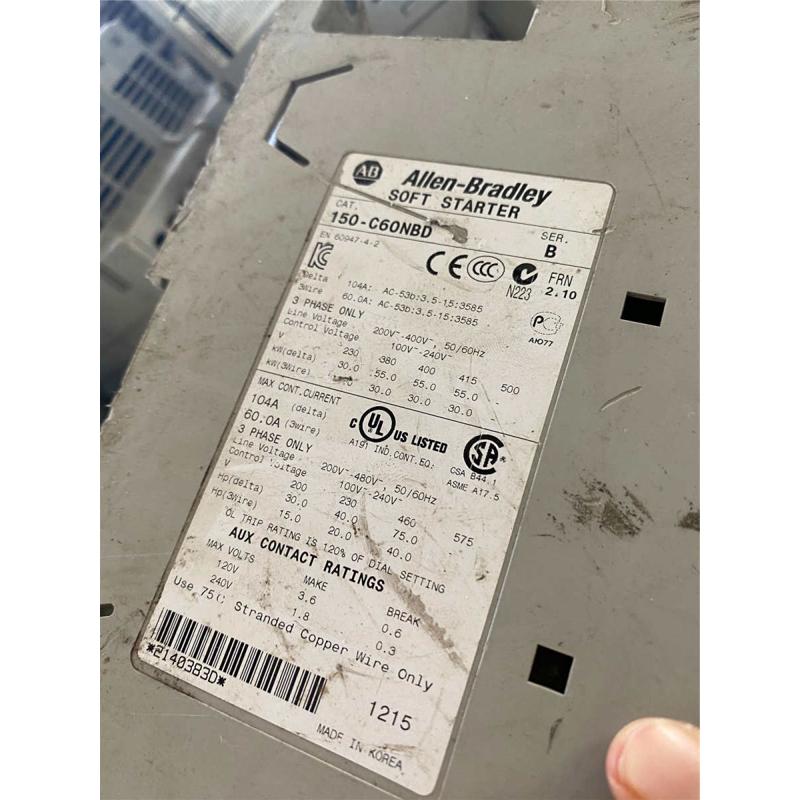 AB Allen-Bradley
SOFT STARTER
CAT.
150-C60NBD
SER.
B
EN 60947-4-2
FRN
2.10
N223
Delta 104A: AC-53b:3.5-15:3585
3Wire 60.0A: AC-53b:3.5-15:3585
3 PHASE ONLY
Line Voltage 200V~-400V~, 50/60HZ
Control Voltage 100V~-240V~
V 230 380 400 415 500
kW(delta) 30.0 55.0 55.0 55.0 -
kW(3Wire) 30.0 30.0 30.0 -
AЮ77
MAX CONT.CURRENT
104A (delta)
60.0A (3wire)
C UL US LISTED
A191 IND.CONT.EQ.
CSA B44.1
ASME A17.5
3 PHASE ONLY
Line Voltage 200V~-480V~, 50/60HZ
Control Voltage 100V~-240V~
V 200 230 460 575
Hp(delta) 30.0 40.0 75.0 -
Hp(3Wire) 15.0 20.0 40.0 -
OL TRIP RATING IS 120% OF DIAL SETTING
AUX CONTACT RATINGS
MAX VOLTS MAKE BREAK
120V 3.6 0.6
240V 1.8 0.3
Use 75C Stranded Copper Wire Only
*21403B3D*
1215
MADE IN KOREA